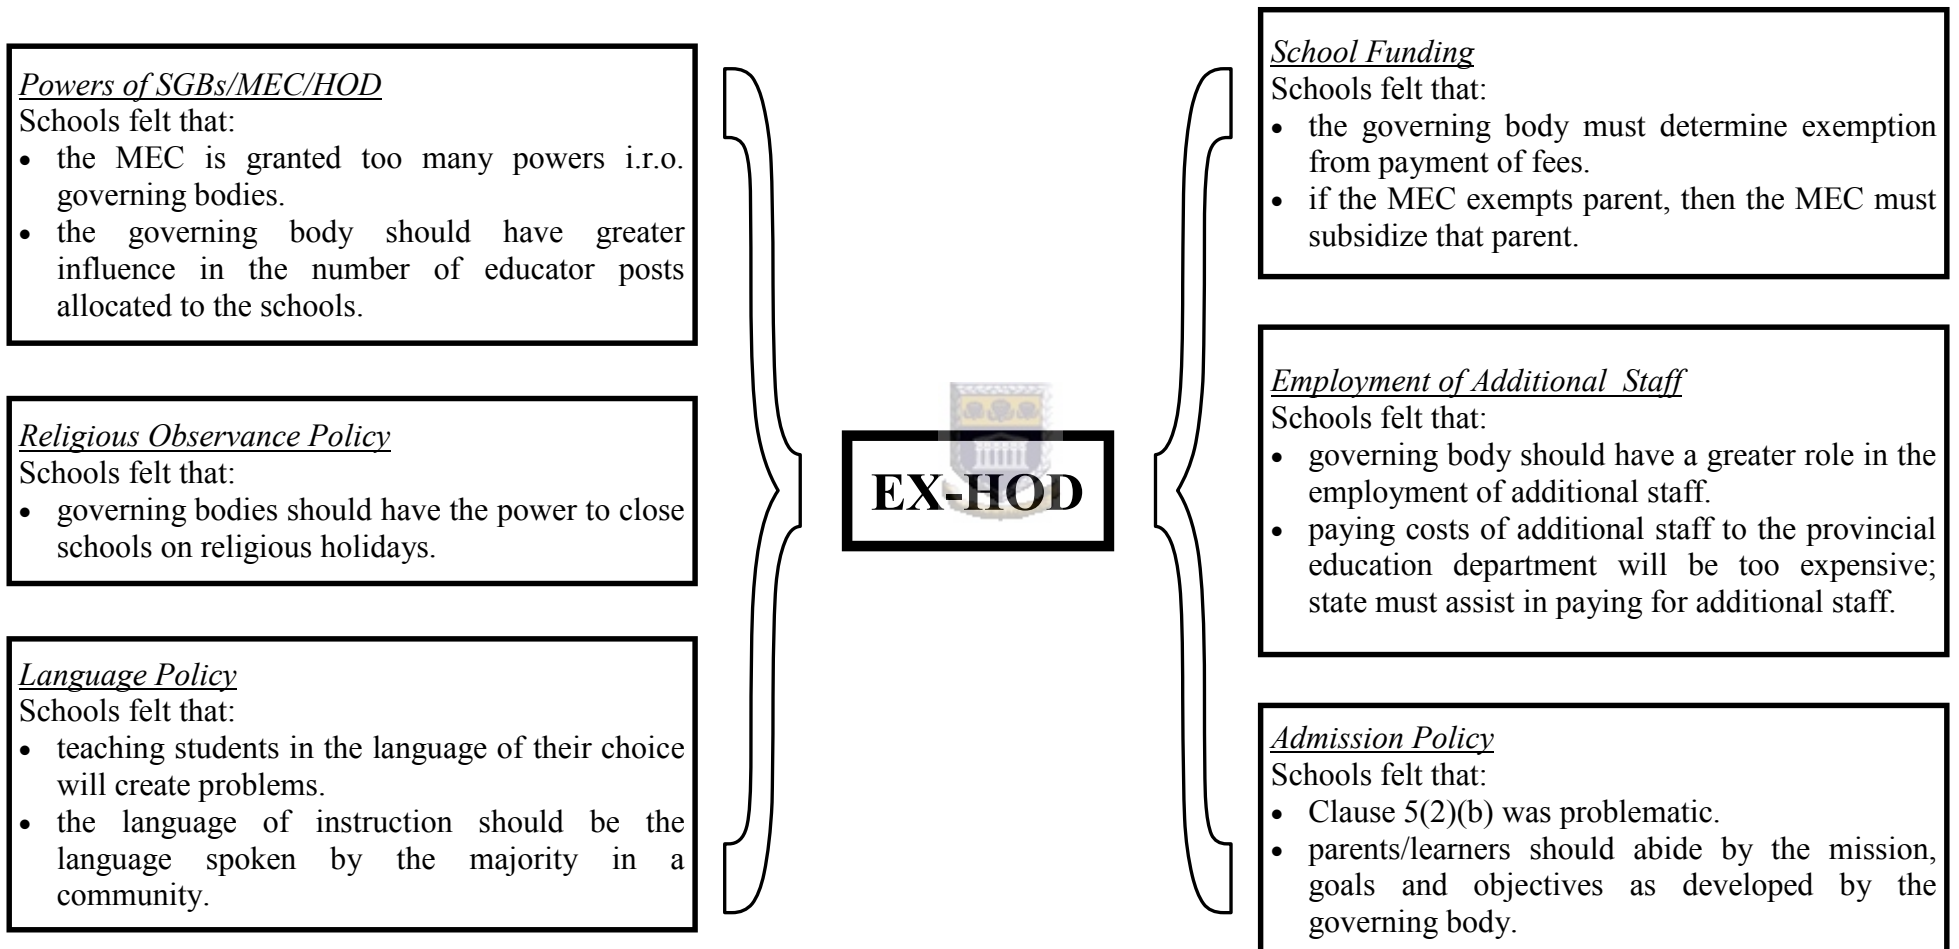 Powers of SGBs/MEC/HOD
Schools felt that:
• the MEC is granted too many powers i.r.o.
governing bodies.
• the governing body should have greater
influence in the number of educator posts
allocated to the schools.
Religious Observance Policy
Schools felt that:
• governing bodies should have the power to close
schools on religious holidays.
Language Policy
Schools felt that:
• teaching students in the language of their choice
will create problems.
• the language of instruction should be the
language spoken by the majority in a
community.
EX-HOD
School Funding
Schools felt that:
• the governing body must determine exemption
from payment of fees.
• if the MEC exempts parent, then the MEC must
subsidize that parent.
Employment of Additional Staff
Schools felt that:
• governing body should have a greater role in the
employment of additional staff.
• paying costs of additional staff to the provincial
education department will be too expensive;
state must assist in paying for additional staff.
Admission Policy
Schools felt that:
• Clause 5(2)(b) was problematic.
• parents/learners should abide by the mission,
goals and objectives as developed by the
governing body.